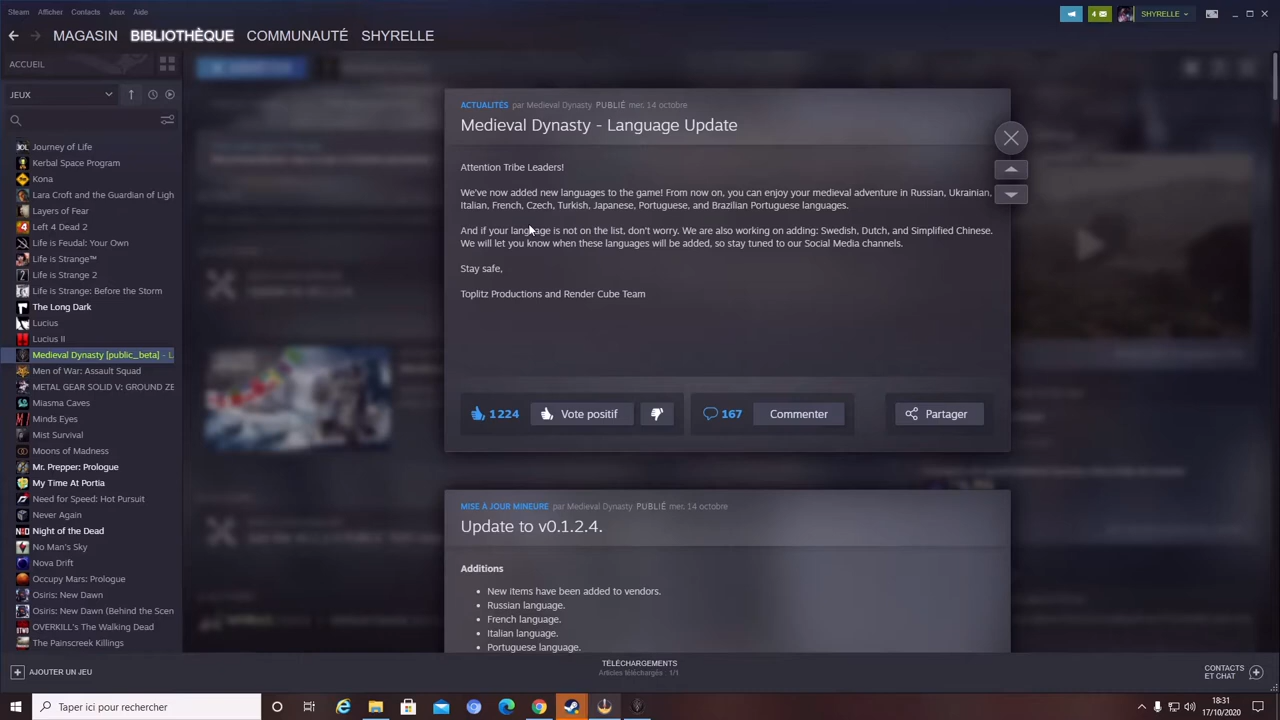 Steam Afficher Contacts Jeux Aide
4
SHYRELLE
MAGASIN BIBLIOTHÈQUE COMMUNAUTÉ SHYRELLE
ACCUEIL
JEUX
Journey of Life
Kerbal Space Program
Kona
Lara Croft and the Guardian of Ligh
Layers of Fear
Left 4 Dead 2
Life is Feudal: Your Own
Life is Strange™
Life is Strange 2
Life is Strange: Before the Storm
The Long Dark
Lucius
Lucius II
Medieval Dynasty [public_beta] - L
Men of War: Assault Squad
METAL GEAR SOLID V: GROUND ZE
Miasma Caves
Minds Eyes
Mist Survival
Moons of Madness
Mr. Prepper: Prologue
My Time At Portia
Need for Speed: Hot Pursuit
Never Again
Night of the Dead
No Man's Sky
Nova Drift
Occupy Mars: Prologue
Osiris: New Dawn
Osiris: New Dawn (Behind the Scen
OVERKILL's The Walking Dead
The Painscreek Killings
ACTUALITÉS par Medieval Dynasty PUBLIÉ mer. 14 octobre
Medieval Dynasty - Language Update
Attention Tribe Leaders!
We've now added new languages to the game! From now on, you can enjoy your medieval adventure in Russian, Ukrainian,
Italian, French, Czech, Turkish, Japanese, Portuguese, and Brazilian Portuguese languages.
And if your language is not on the list, don't worry. We are also working on adding: Swedish, Dutch, and Simplified Chinese.
We will let you know when these languages will be added, so stay tuned to our Social Media channels.
Stay safe,
Toplitz Productions and Render Cube Team
1 224 Vote positif 167 Commenter Partager
MISE À JOUR MINEURE par Medieval Dynasty PUBLIÉ mer. 14 octobre
Update to v0.1.2.4.
Additions
• New items have been added to vendors.
• Russian language.
• French language.
• Italian language.
• Portuguese language.
AJOUTER UN JEU
TÉLÉCHARGEMENTS
Articles téléchargés 1/1
CONTACTS
ET CHAT
Taper ici pour rechercher
18:31
17/10/2020